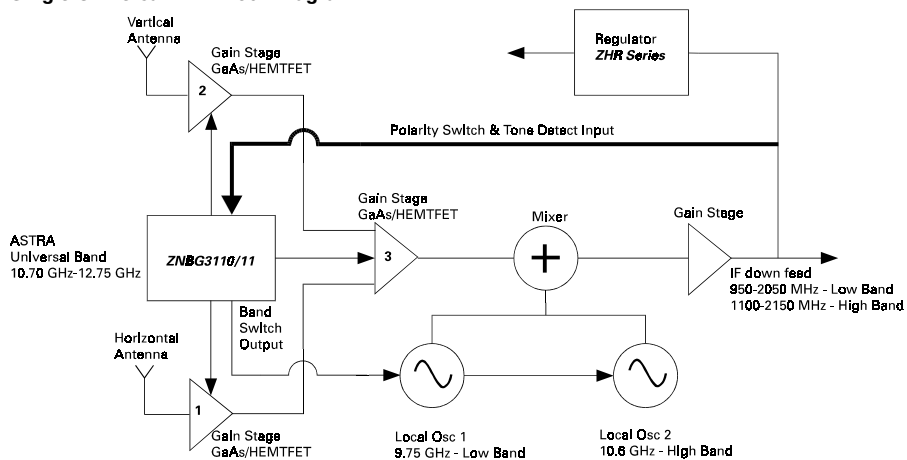 Vertical
Antenna
Gain Stage
GaAs/HEMTFET
2
Regulator
ZHR Series
Polarity Switch & Tone Detect Input
ASTRA
Universal Band
10.70 GHz-12.75 GHz
ZNBG3110/11
Gain Stage
GaAs/HEMTFET
3
Mixer
+
Gain Stage
IF down feed
950-2050 MHz - Low Band
1100-2150 MHz - High Band
Band
Switch
Output
Horizontal
Antenna
1
Gain Stage
GaAs/HEMTFET
Local Osc 1
9.75 GHz - Low Band
Local Osc 2
10.6 GHz - High Band